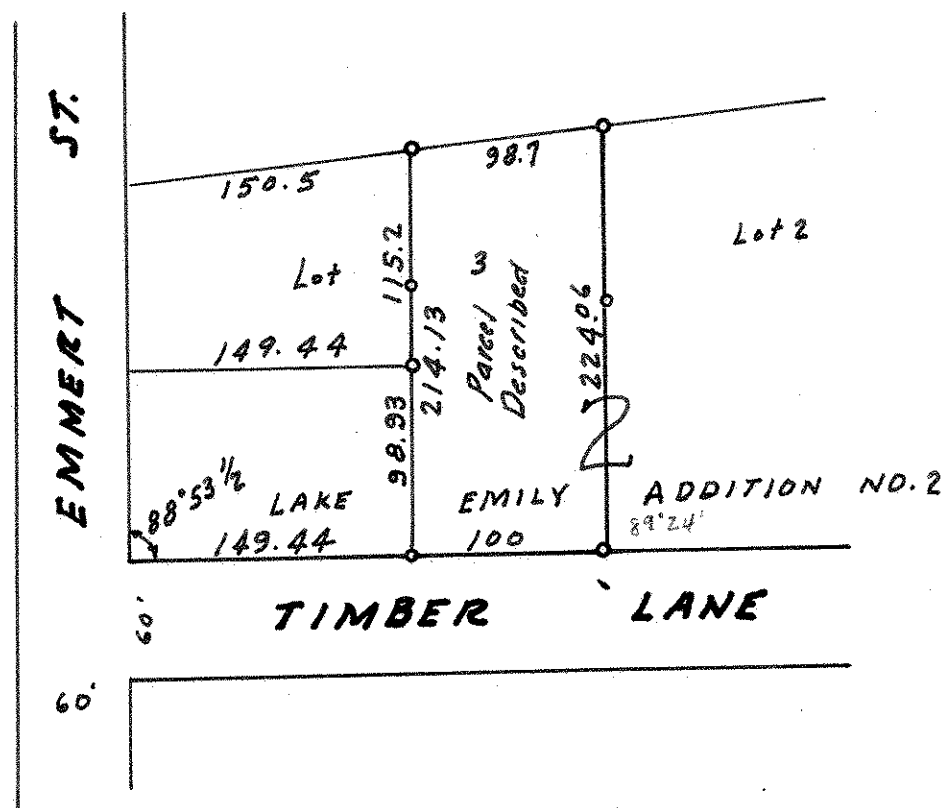 EMMERT ST.
150.5
98.7
Lot 2
Lot
115.2
3
Parcel
Described
149.44
214.13
224.06
98.93
2
88°53½
LAKE EMILY ADDITION NO. 2
149.44
100
89°24'
60'
TIMBER LANE
60'